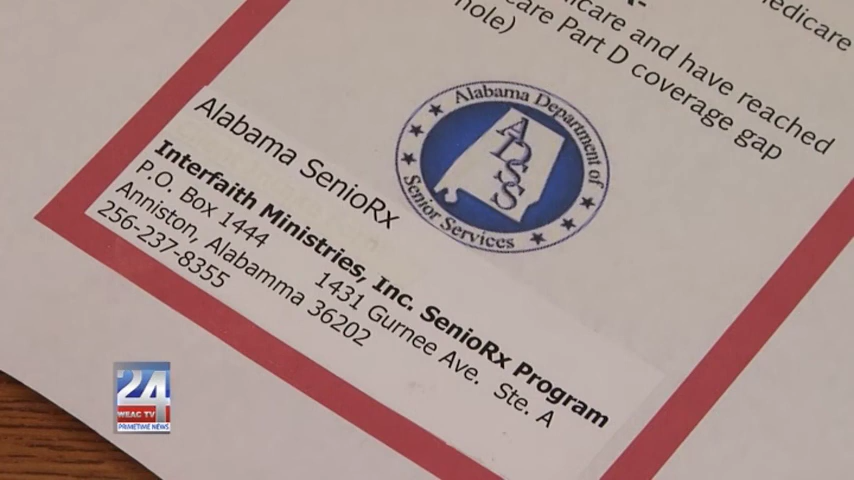 edicare
icare and have reached
care Part D coverage gap
hole)
Alabama Department of
ADSS
Senior Services
Alabama SenioRx
Interfaith Ministries, Inc. SenioRx Program
P.O. Box 1444 1431 Gurnee Ave. Ste. A
Anniston, Alabamma 36202
256-237-8355
24
WEAC TV
PRIMETIME NEWS